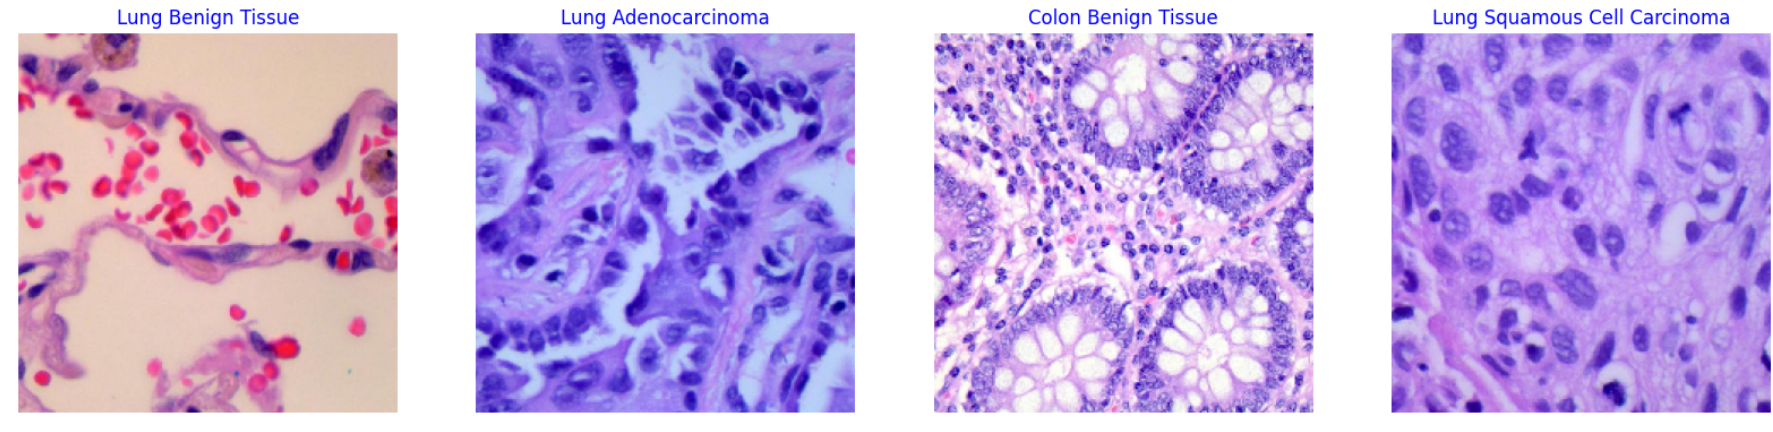 Lung Benign Tissue
Lung Adenocarcinoma
Colon Benign Tissue
Lung Squamous Cell Carcinoma